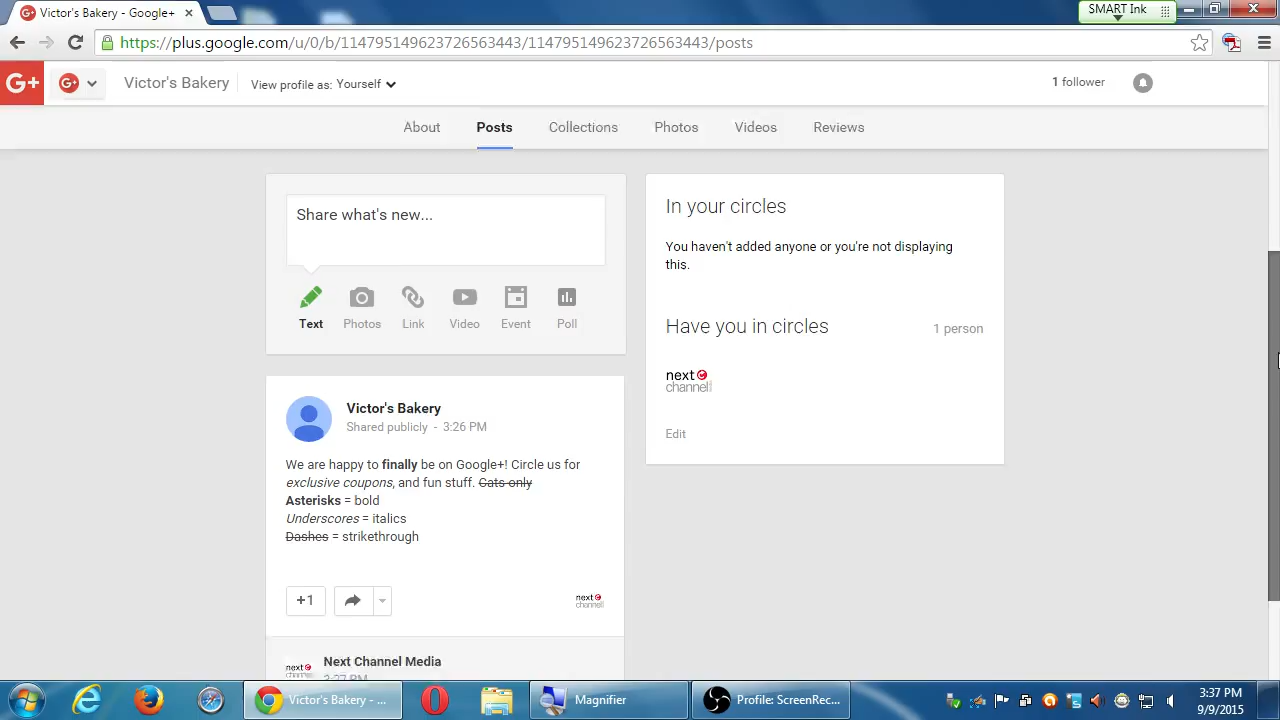 Victor's Bakery - Google+
SMART Ink
https://plus.google.com/u/0/b/114795149623726563443/114795149623726563443/posts
G+ Victor's Bakery View profile as: Yourself 1 follower
About Posts Collections Photos Videos Reviews
Share what's new...
Text Photos Link Video Event Poll
In your circles
You haven't added anyone or you're not displaying
this.
Have you in circles 1 person
next
channel
Edit
Victor's Bakery
Shared publicly - 3:26 PM
We are happy to finally be on Google+! Circle us for
exclusive coupons, and fun stuff. Cats only
Asterisks = bold
Underscores = italics
Dashes = strikethrough
+1
next
channel
Next Channel Media
3:27 PM
next
channel
Victor's Bakery - ...
Magnifier
Profile: ScreenRec...
3:37 PM
9/9/2015